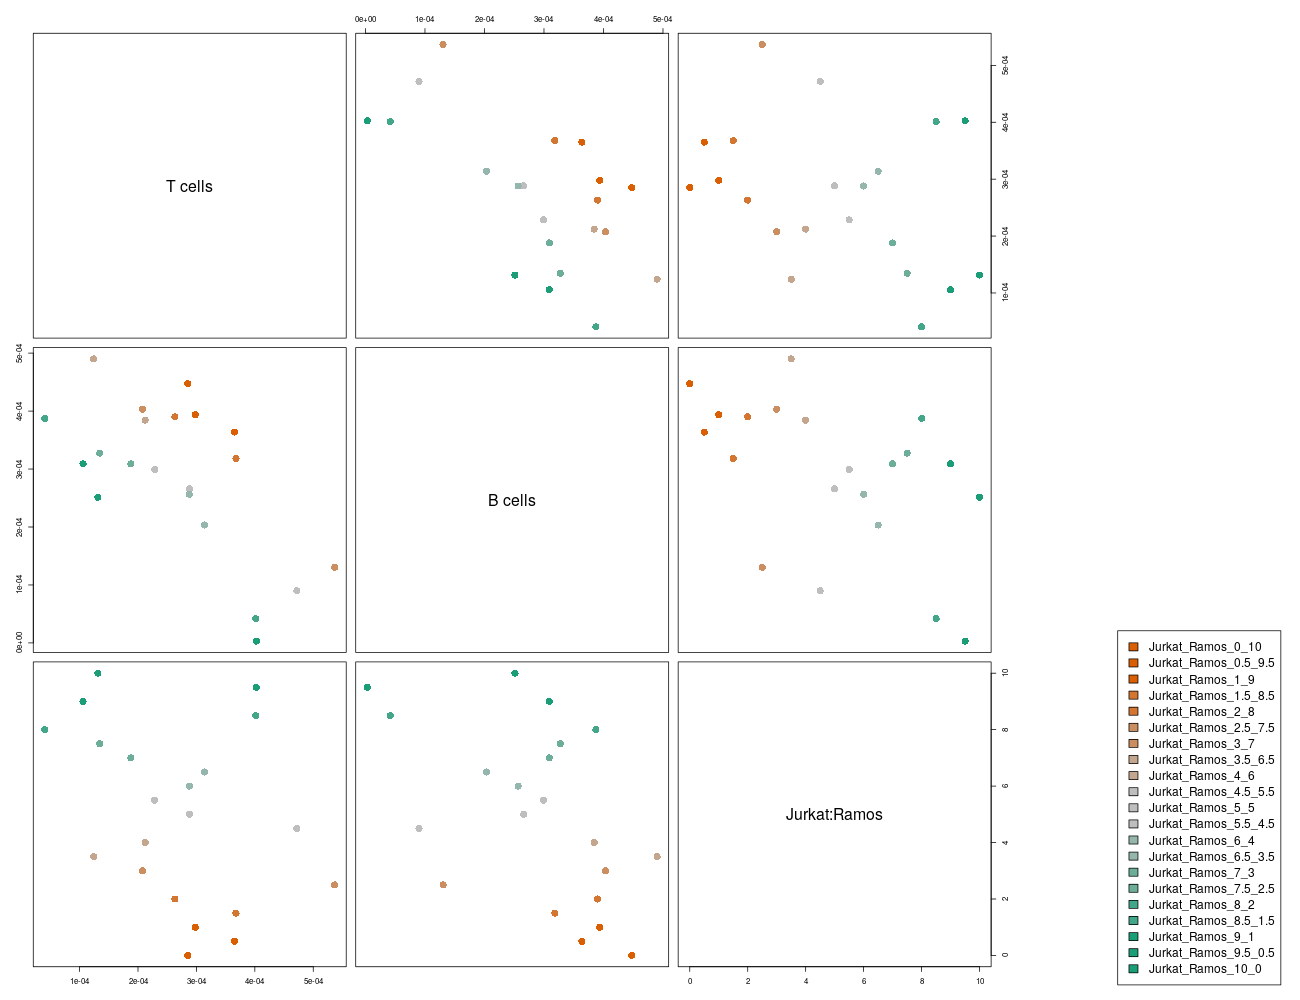 0e+00 1e-04 2e-04 3e-04 4e-04 5e-04
T cells
5e-04
4e-04
3e-04
2e-04
1e-04
5e-04
4e-04
3e-04
2e-04
1e-04
0e+00
B cells
Jurkat:Ramos
10
8
6
4
2
0
1e-04 2e-04 3e-04 4e-04 5e-04
0 2 4 6 8 10
Jurkat_Ramos_0_10
Jurkat_Ramos_0.5_9.5
Jurkat_Ramos_1_9
Jurkat_Ramos_1.5_8.5
Jurkat_Ramos_2_8
Jurkat_Ramos_2.5_7.5
Jurkat_Ramos_3_7
Jurkat_Ramos_3.5_6.5
Jurkat_Ramos_4_6
Jurkat_Ramos_4.5_5.5
Jurkat_Ramos_5_5
Jurkat_Ramos_5.5_4.5
Jurkat_Ramos_6_4
Jurkat_Ramos_6.5_3.5
Jurkat_Ramos_7_3
Jurkat_Ramos_7.5_2.5
Jurkat_Ramos_8_2
Jurkat_Ramos_8.5_1.5
Jurkat_Ramos_9_1
Jurkat_Ramos_9.5_0.5
Jurkat_Ramos_10_0